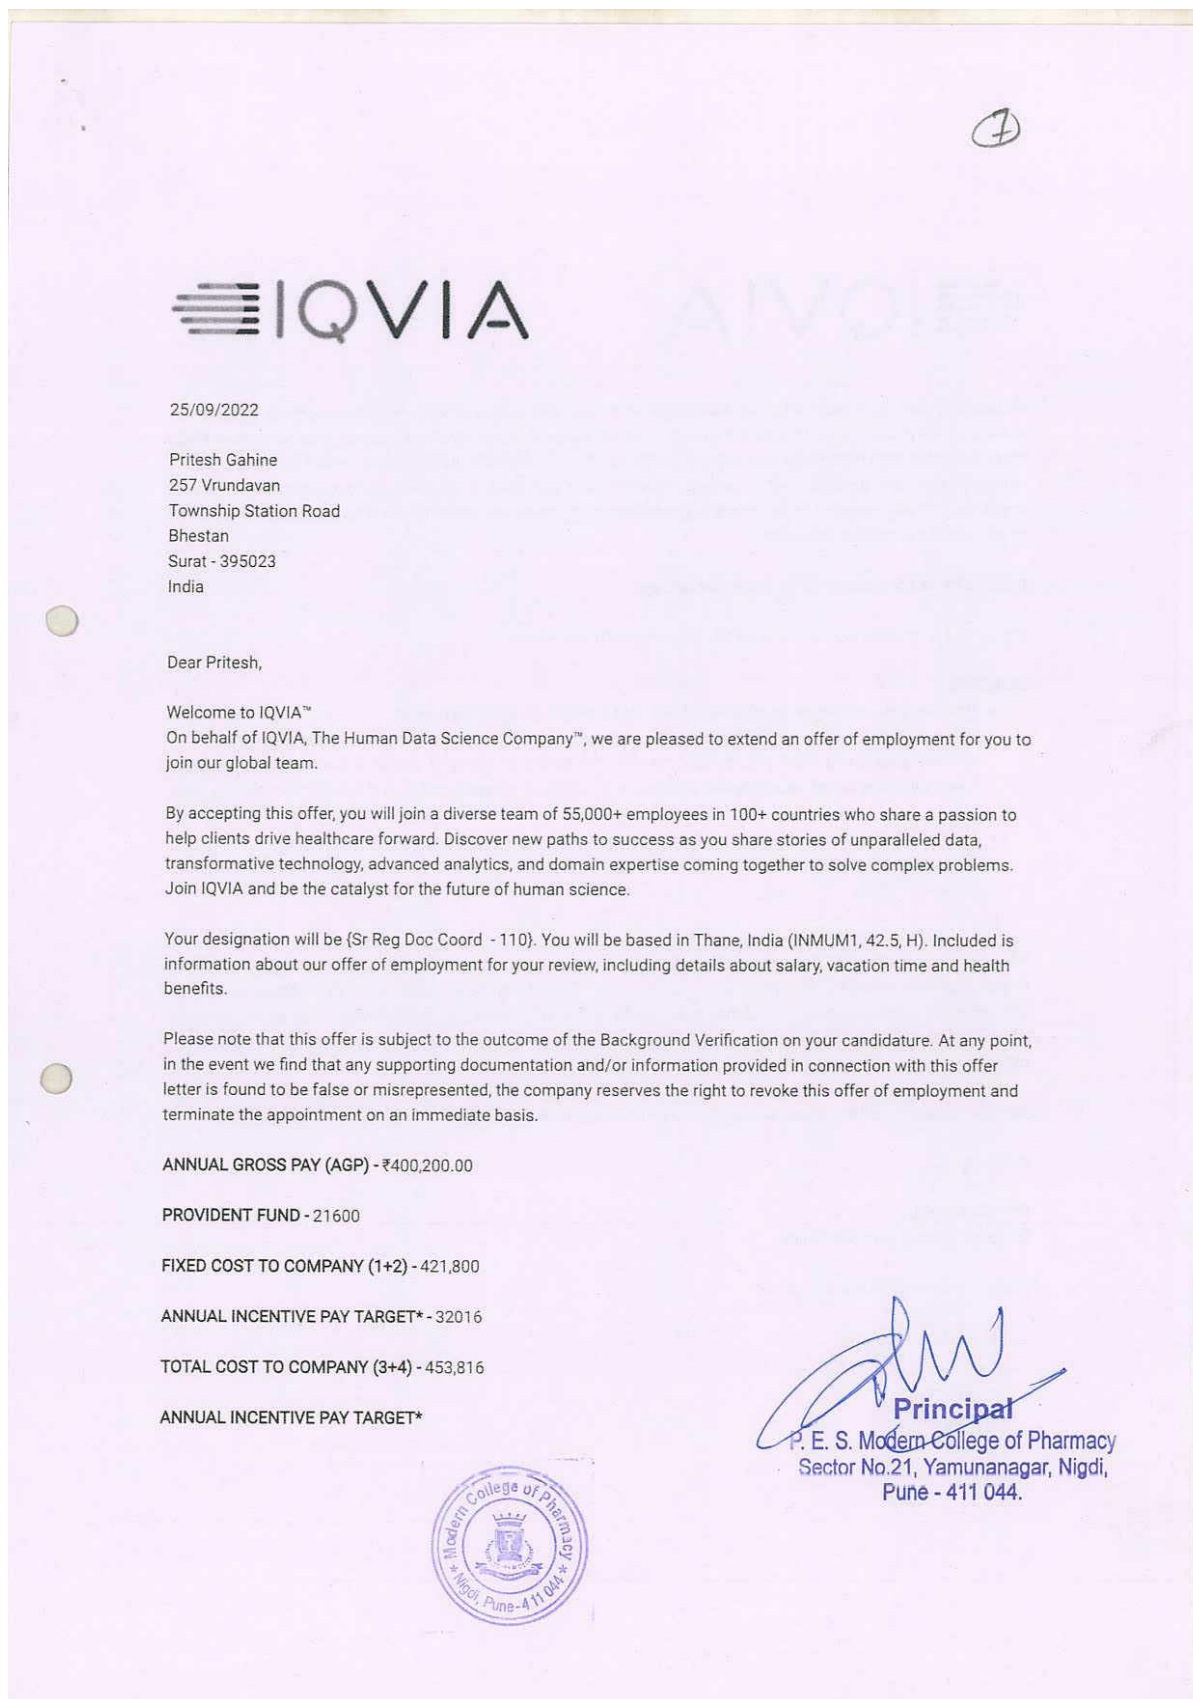 7
IQVIA
25/09/2022
Pritesh Gahine
257 Vrundavan
Township Station Road
Bhestan
Surat - 395023
India
Dear Pritesh,
Welcome to IQVIA™
On behalf of IQVIA, The Human Data Science Company™, we are pleased to extend an offer of employment for you to
join our global team.
By accepting this offer, you will join a diverse team of 55,000+ employees in 100+ countries who share a passion to
help clients drive healthcare forward. Discover new paths to success as you share stories of unparalleled data,
transformative technology, advanced analytics, and domain expertise coming together to solve complex problems.
Join IQVIA and be the catalyst for the future of human science.
Your designation will be {Sr Reg Doc Coord - 110}. You will be based in Thane, India (INMUM1, 42.5, H). Included is
information about our offer of employment for your review, including details about salary, vacation time and health
benefits.
Please note that this offer is subject to the outcome of the Background Verification on your candidature. At any point,
in the event we find that any supporting documentation and/or information provided in connection with this offer
letter is found to be false or misrepresented, the company reserves the right to revoke this offer of employment and
terminate the appointment on an immediate basis.
ANNUAL GROSS PAY (AGP) - ₹400,200.00
PROVIDENT FUND - 21600
FIXED COST TO COMPANY (1+2) - 421,800
ANNUAL INCENTIVE PAY TARGET* - 32016
TOTAL COST TO COMPANY (3+4) - 453,816
ANNUAL INCENTIVE PAY TARGET*
Principal
P. E. S. Modern College of Pharmacy
Sector No.21, Yamunanagar, Nigdi,
Pune - 411 044.
* Modern College of Pharmacy *
Nigdi, Pune-411 044